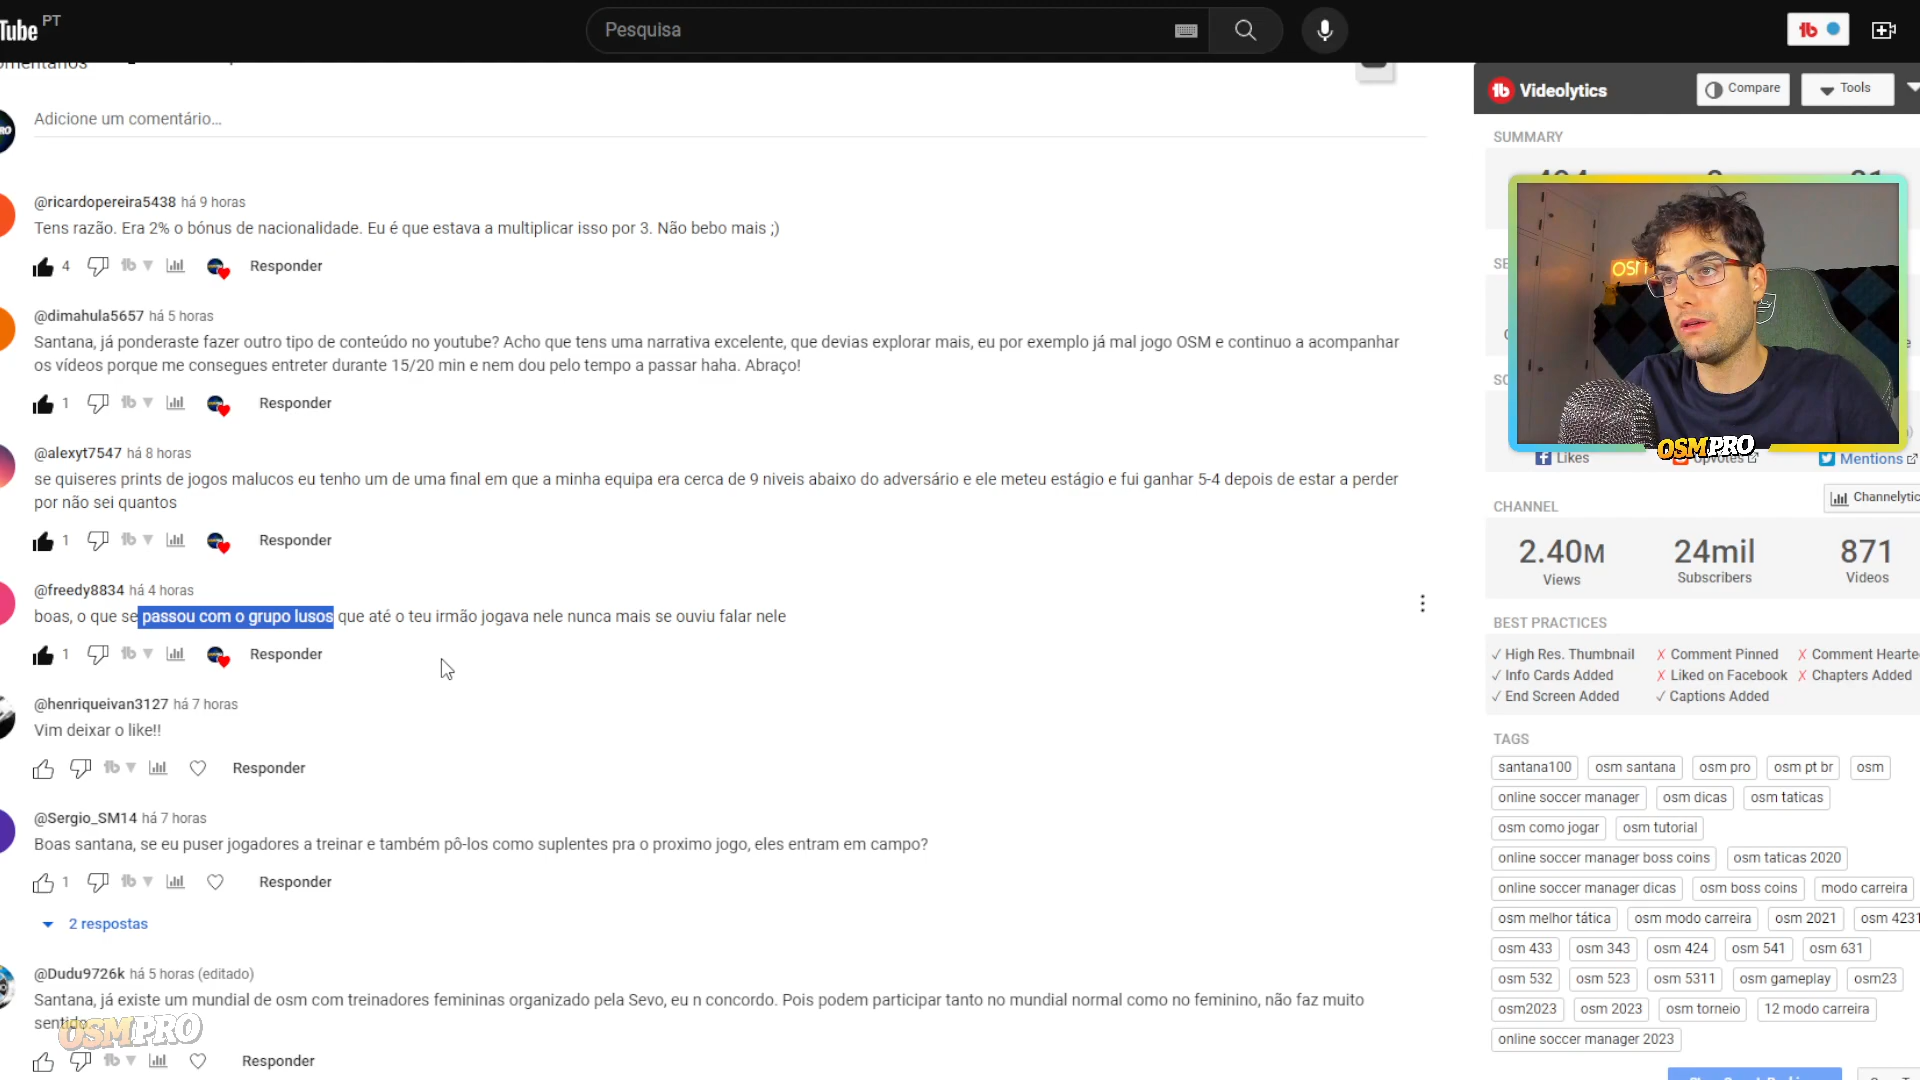 Tube PT
Pesquisa
Adicione um comentário...
@ricardopereira5438 há 9 horas
Tens razão. Era 2% o bónus de nacionalidade. Eu é que estava a multiplicar isso por 3. Não bebo mais ;)
4 Responder
@dimahula5657 há 5 horas
Santana, já ponderaste fazer outro tipo de conteúdo no youtube? Acho que tens uma narrativa excelente, que devias explorar mais, eu por exemplo já mal jogo OSM e continuo a acompanhar
os vídeos porque me consegues entreter durante 15/20 min e nem dou pelo tempo a passar haha. Abraço!
1 Responder
@alexyt7547 há 8 horas
se quiseres prints de jogos malucos eu tenho um de uma final em que a minha equipa era cerca de 9 niveis abaixo do adversário e ele meteu estágio e fui ganhar 5-4 depois de estar a perder
por não sei quantos
1 Responder
@freedy8834 há 4 horas
boas, o que se passou com o grupo lusos que até o teu irmão jogava nele nunca mais se ouviu falar nele
1 Responder
@henriqueivan3127 há 7 horas
Vim deixar o like!!
Responder
@Sergio_SM14 há 7 horas
Boas santana, se eu puser jogadores a treinar e também pô-los como suplentes pra o proximo jogo, eles entram em campo?
1 Responder
2 respostas
@Dudu9726k há 5 horas (editado)
Santana, já existe um mundial de osm com treinadores femininas organizado pela Sevo, eu n concordo. Pois podem participar tanto no mundial normal como no feminino, não faz muito
sentido
OSMPRO
Responder
Videolytics Compare Tools
SUMMARY
OSM
OSMPRO
Likes Upvotes Mentions
CHANNEL Channelytic
2.40M 24mil 871
Views Subscribers Videos
BEST PRACTICES
✓ High Res. Thumbnail ✗ Comment Pinned ✗ Comment Hearte
✓ Info Cards Added ✗ Liked on Facebook ✗ Chapters Added
✓ End Screen Added ✓ Captions Added
TAGS
santana100 osm santana osm pro osm pt br osm
online soccer manager osm dicas osm taticas
osm como jogar osm tutorial
online soccer manager boss coins osm taticas 2020
online soccer manager dicas osm boss coins modo carreira
osm melhor tática osm modo carreira osm 2021 osm 4231
osm 433 osm 343 osm 424 osm 541 osm 631
osm 532 osm 523 osm 5311 osm gameplay osm23
osm2023 osm 2023 osm torneio 12 modo carreira
online soccer manager 2023